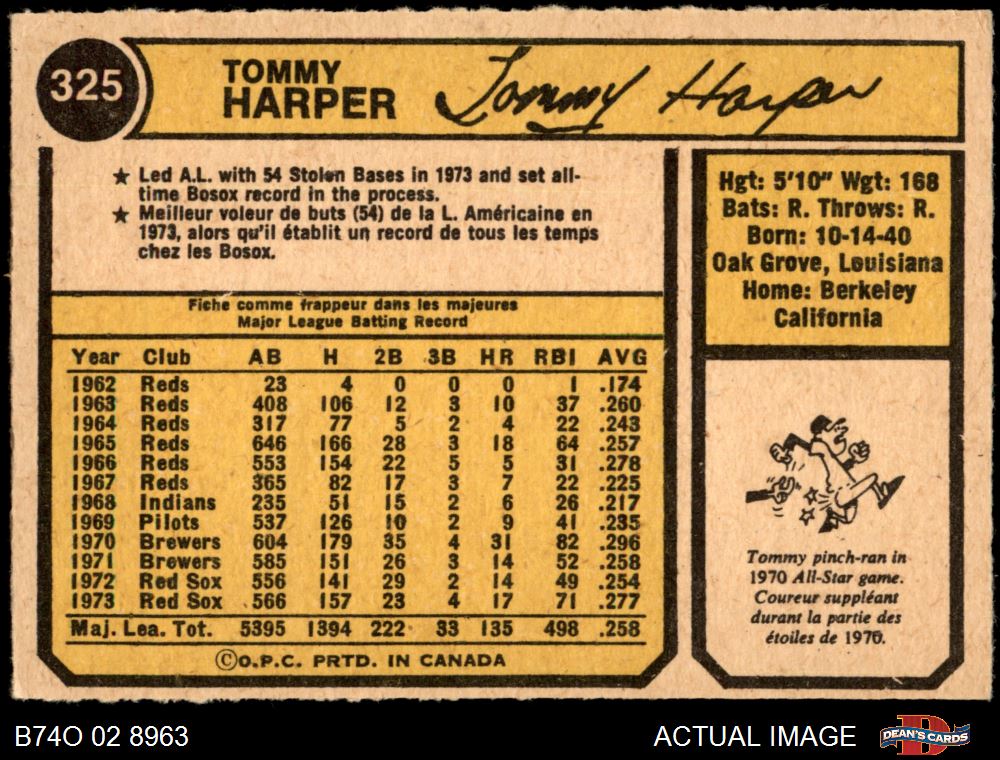 325
TOMMY
HARPER
Tommy Harper
★ Led A.L. with 54 Stolen Bases in 1973 and set all-
time Bosox record in the process.
★ Meilleur voleur de buts (54) de la L. Américaine en
1973, alors qu'il établit un record de tous les temps
chez les Bosox.
Hgt: 5'10" Wgt: 168
Bats: R. Throws: R.
Born: 10-14-40
Oak Grove, Louisiana
Home: Berkeley
California
Fiche comme frappeur dans les majeures
Major League Batting Record
Year Club AB H 2B 3B HR RBI AVG
1962 Reds 23 4 0 0 0 1 .174
1963 Reds 408 106 12 3 10 37 .260
1964 Reds 317 77 5 2 4 22 .243
1965 Reds 646 166 28 3 18 64 .257
1966 Reds 553 154 22 5 5 31 .278
1967 Reds 365 82 17 3 7 22 .225
1968 Indians 235 51 15 2 6 26 .217
1969 Pilots 537 126 10 2 9 41 .235
1970 Brewers 604 179 35 4 31 82 .296
1971 Brewers 585 151 26 3 14 52 .258
1972 Red Sox 556 141 29 2 14 49 .254
1973 Red Sox 566 157 23 4 17 71 .277
Maj. Lea. Tot. 5395 1394 222 33 135 498 .258
©O.P.C. PRTD. IN CANADA
Tommy pinch-ran in
1970 All-Star game.
Coureur suppléant
durant la partie des
étoiles de 1970.
B74O 02 8963
ACTUAL IMAGE
D
DEAN'S CARDS